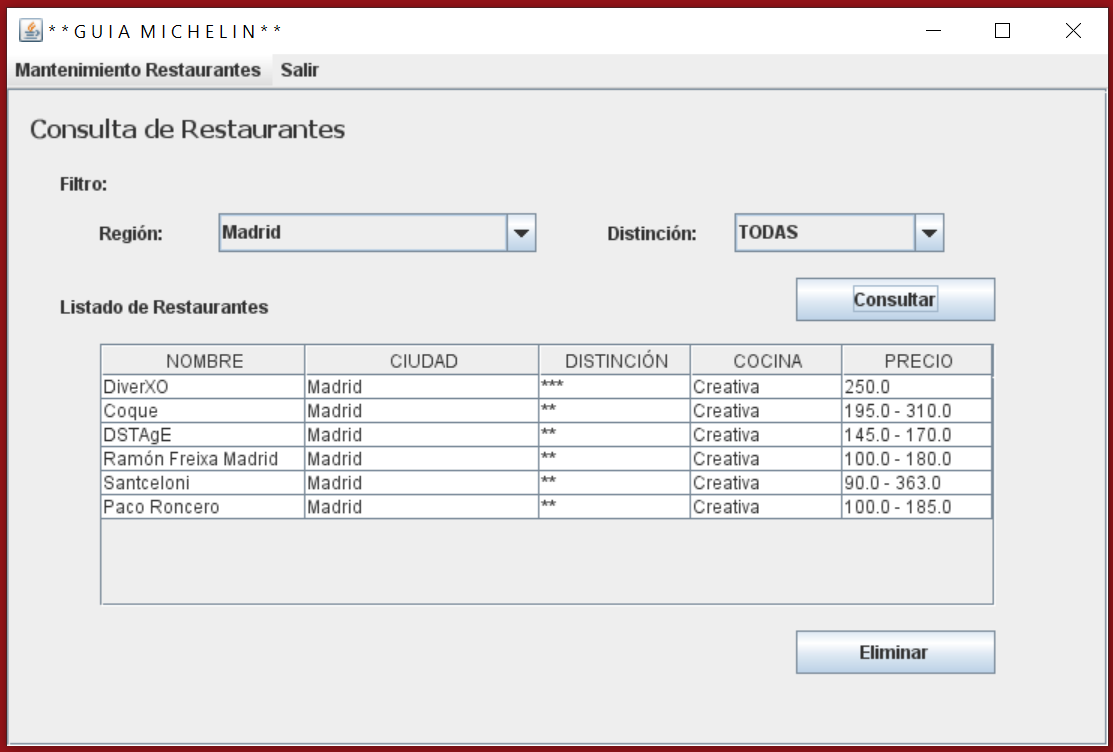 **GUIA MICHELIN**
Mantenimiento Restaurantes Salir
Consulta de Restaurantes
Filtro:
Región: Madrid Distinción: TODAS
Consultar
Listado de Restaurantes
NOMBRE CIUDAD DISTINCIÓN COCINA PRECIO
DiverXO Madrid *** Creativa 250.0
Coque Madrid ** Creativa 195.0 - 310.0
DSTAgE Madrid ** Creativa 145.0 - 170.0
Ramón Freixa Madrid Madrid ** Creativa 100.0 - 180.0
Santceloni Madrid ** Creativa 90.0 - 363.0
Paco Roncero Madrid ** Creativa 100.0 - 185.0
Eliminar